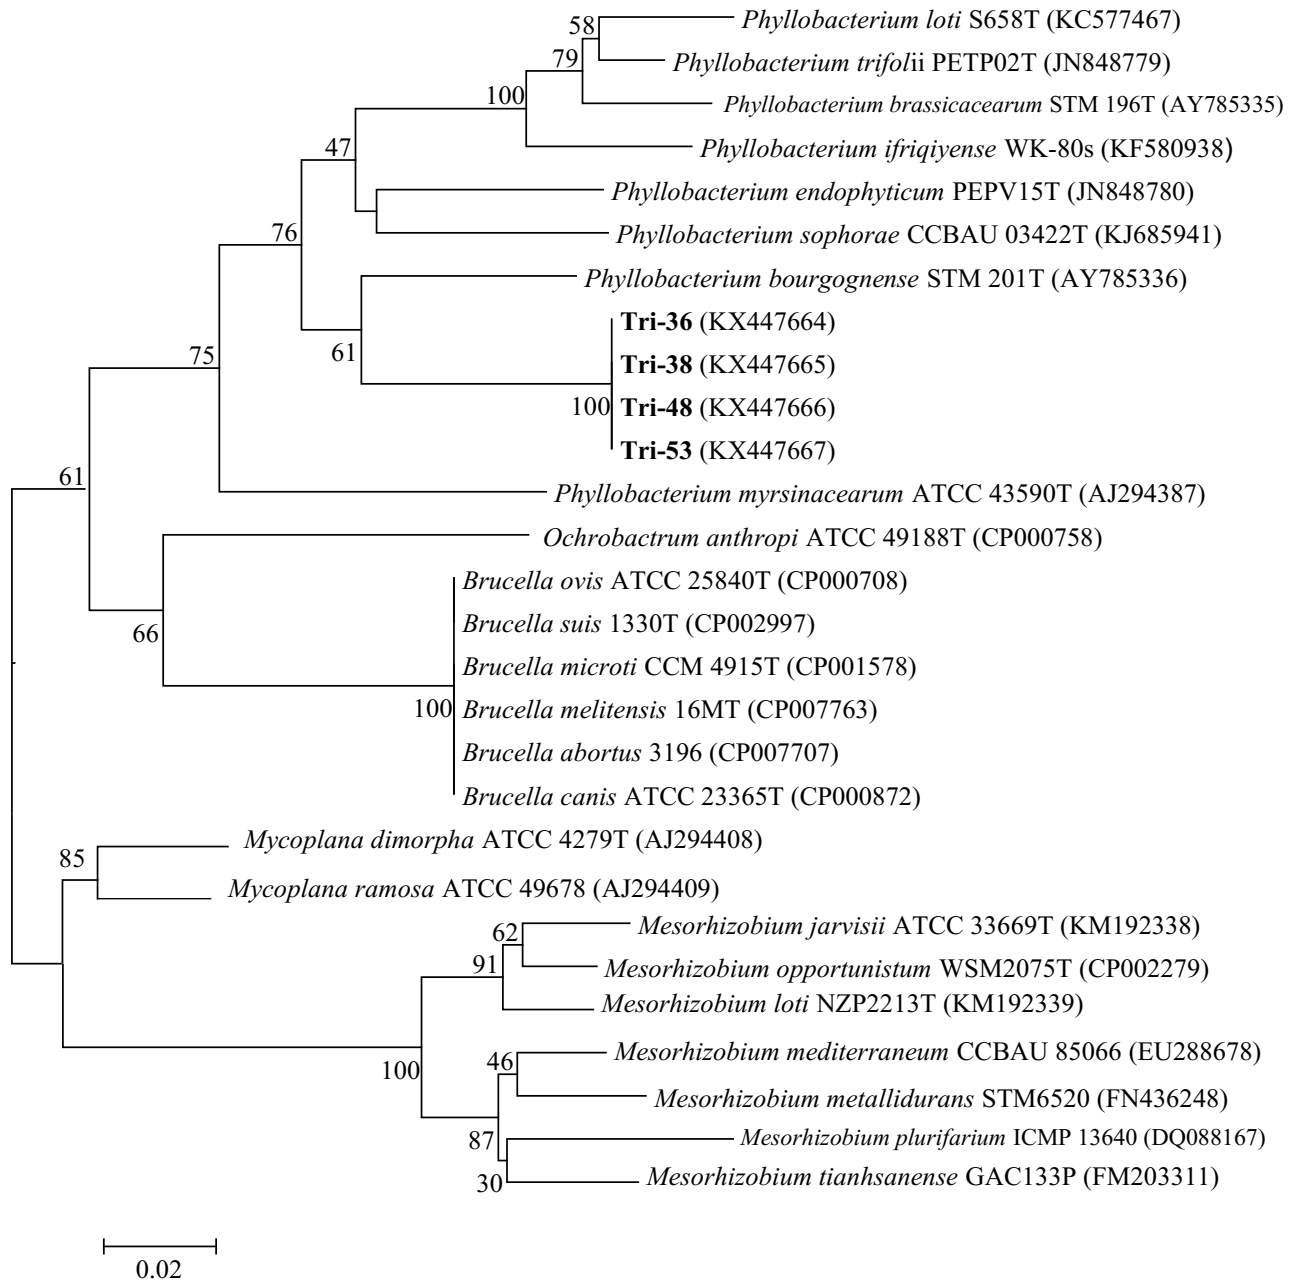 Phyllobacterium loti S658T (KC577467)
58
Phyllobacterium trifolii PETP02T (JN848779)
79
100
Phyllobacterium brassicacearum STM 196T (AY785335)
47
Phyllobacterium ifriqiyense WK-80s (KF580938)
Phyllobacterium endophyticum PEPV15T (JN848780)
76
Phyllobacterium sophorae CCBAU 03422T (KJ685941)
Phyllobacterium bourgognense STM 201T (AY785336)
Tri-36 (KX447664)
75
61
Tri-38 (KX447665)
100
Tri-48 (KX447666)
Tri-53 (KX447667)
61
Phyllobacterium myrsinacearum ATCC 43590T (AJ294387)
Ochrobactrum anthropi ATCC 49188T (CP000758)
Brucella ovis ATCC 25840T (CP000708)
66
Brucella suis 1330T (CP002997)
Brucella microti CCM 4915T (CP001578)
100
Brucella melitensis 16MT (CP007763)
Brucella abortus 3196 (CP007707)
Brucella canis ATCC 23365T (CP000872)
Mycoplana dimorpha ATCC 4279T (AJ294408)
85
Mycoplana ramosa ATCC 49678 (AJ294409)
Mesorhizobium jarvisii ATCC 33669T (KM192338)
62
91
Mesorhizobium opportunistum WSM2075T (CP002279)
Mesorhizobium loti NZP2213T (KM192339)
Mesorhizobium mediterraneum CCBAU 85066 (EU288678)
46
100
Mesorhizobium metallidurans STM6520 (FN436248)
Mesorhizobium plurifarium ICMP 13640 (DQ088167)
87
Mesorhizobium tianhsanense GAC133P (FM203311)
30
0.02